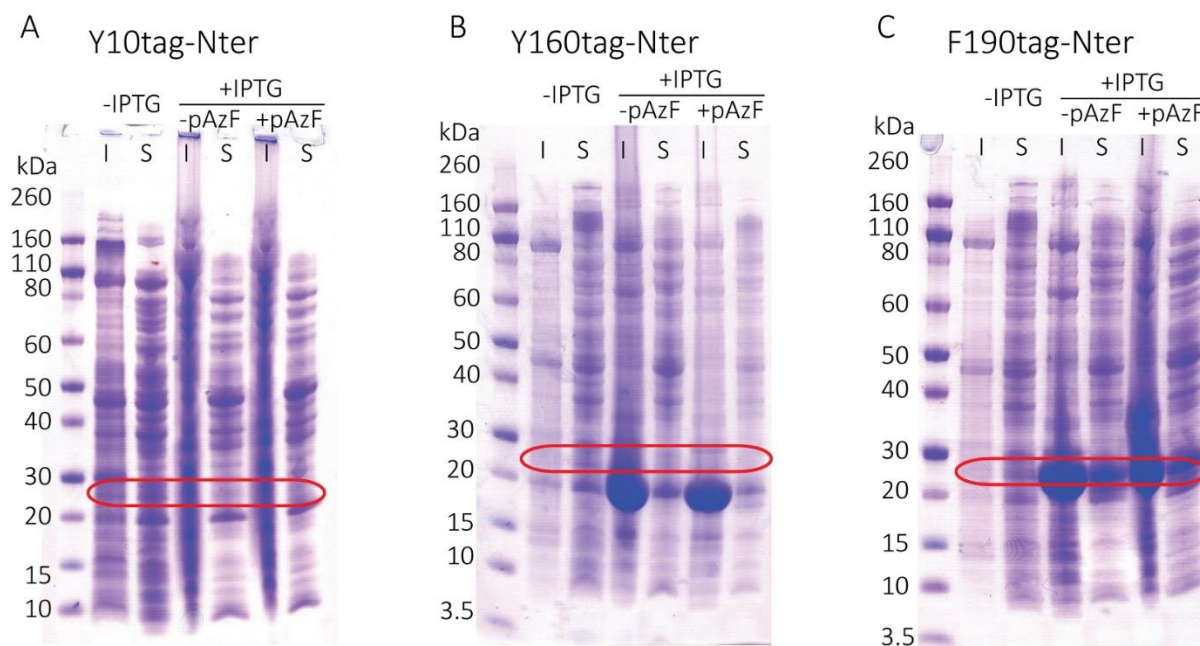 A
Y10tag-Nter
+IPTG
-IPTG
-pAzF +pAzF
kDa
I S I S I S
260
160
110
80
60
50
40
30
20
15
10
B
Y160tag-Nter
+IPTG
-IPTG
-pAzF +pAzF
kDa
I S I S I S
260
160
110
80
60
50
40
30
20
15
10
3.5
C
F190tag-Nter
+IPTG
-IPTG
-pAzF +pAzF
kDa
I S I S I S
260
160
110
80
60
50
40
30
20
15
10
3.5